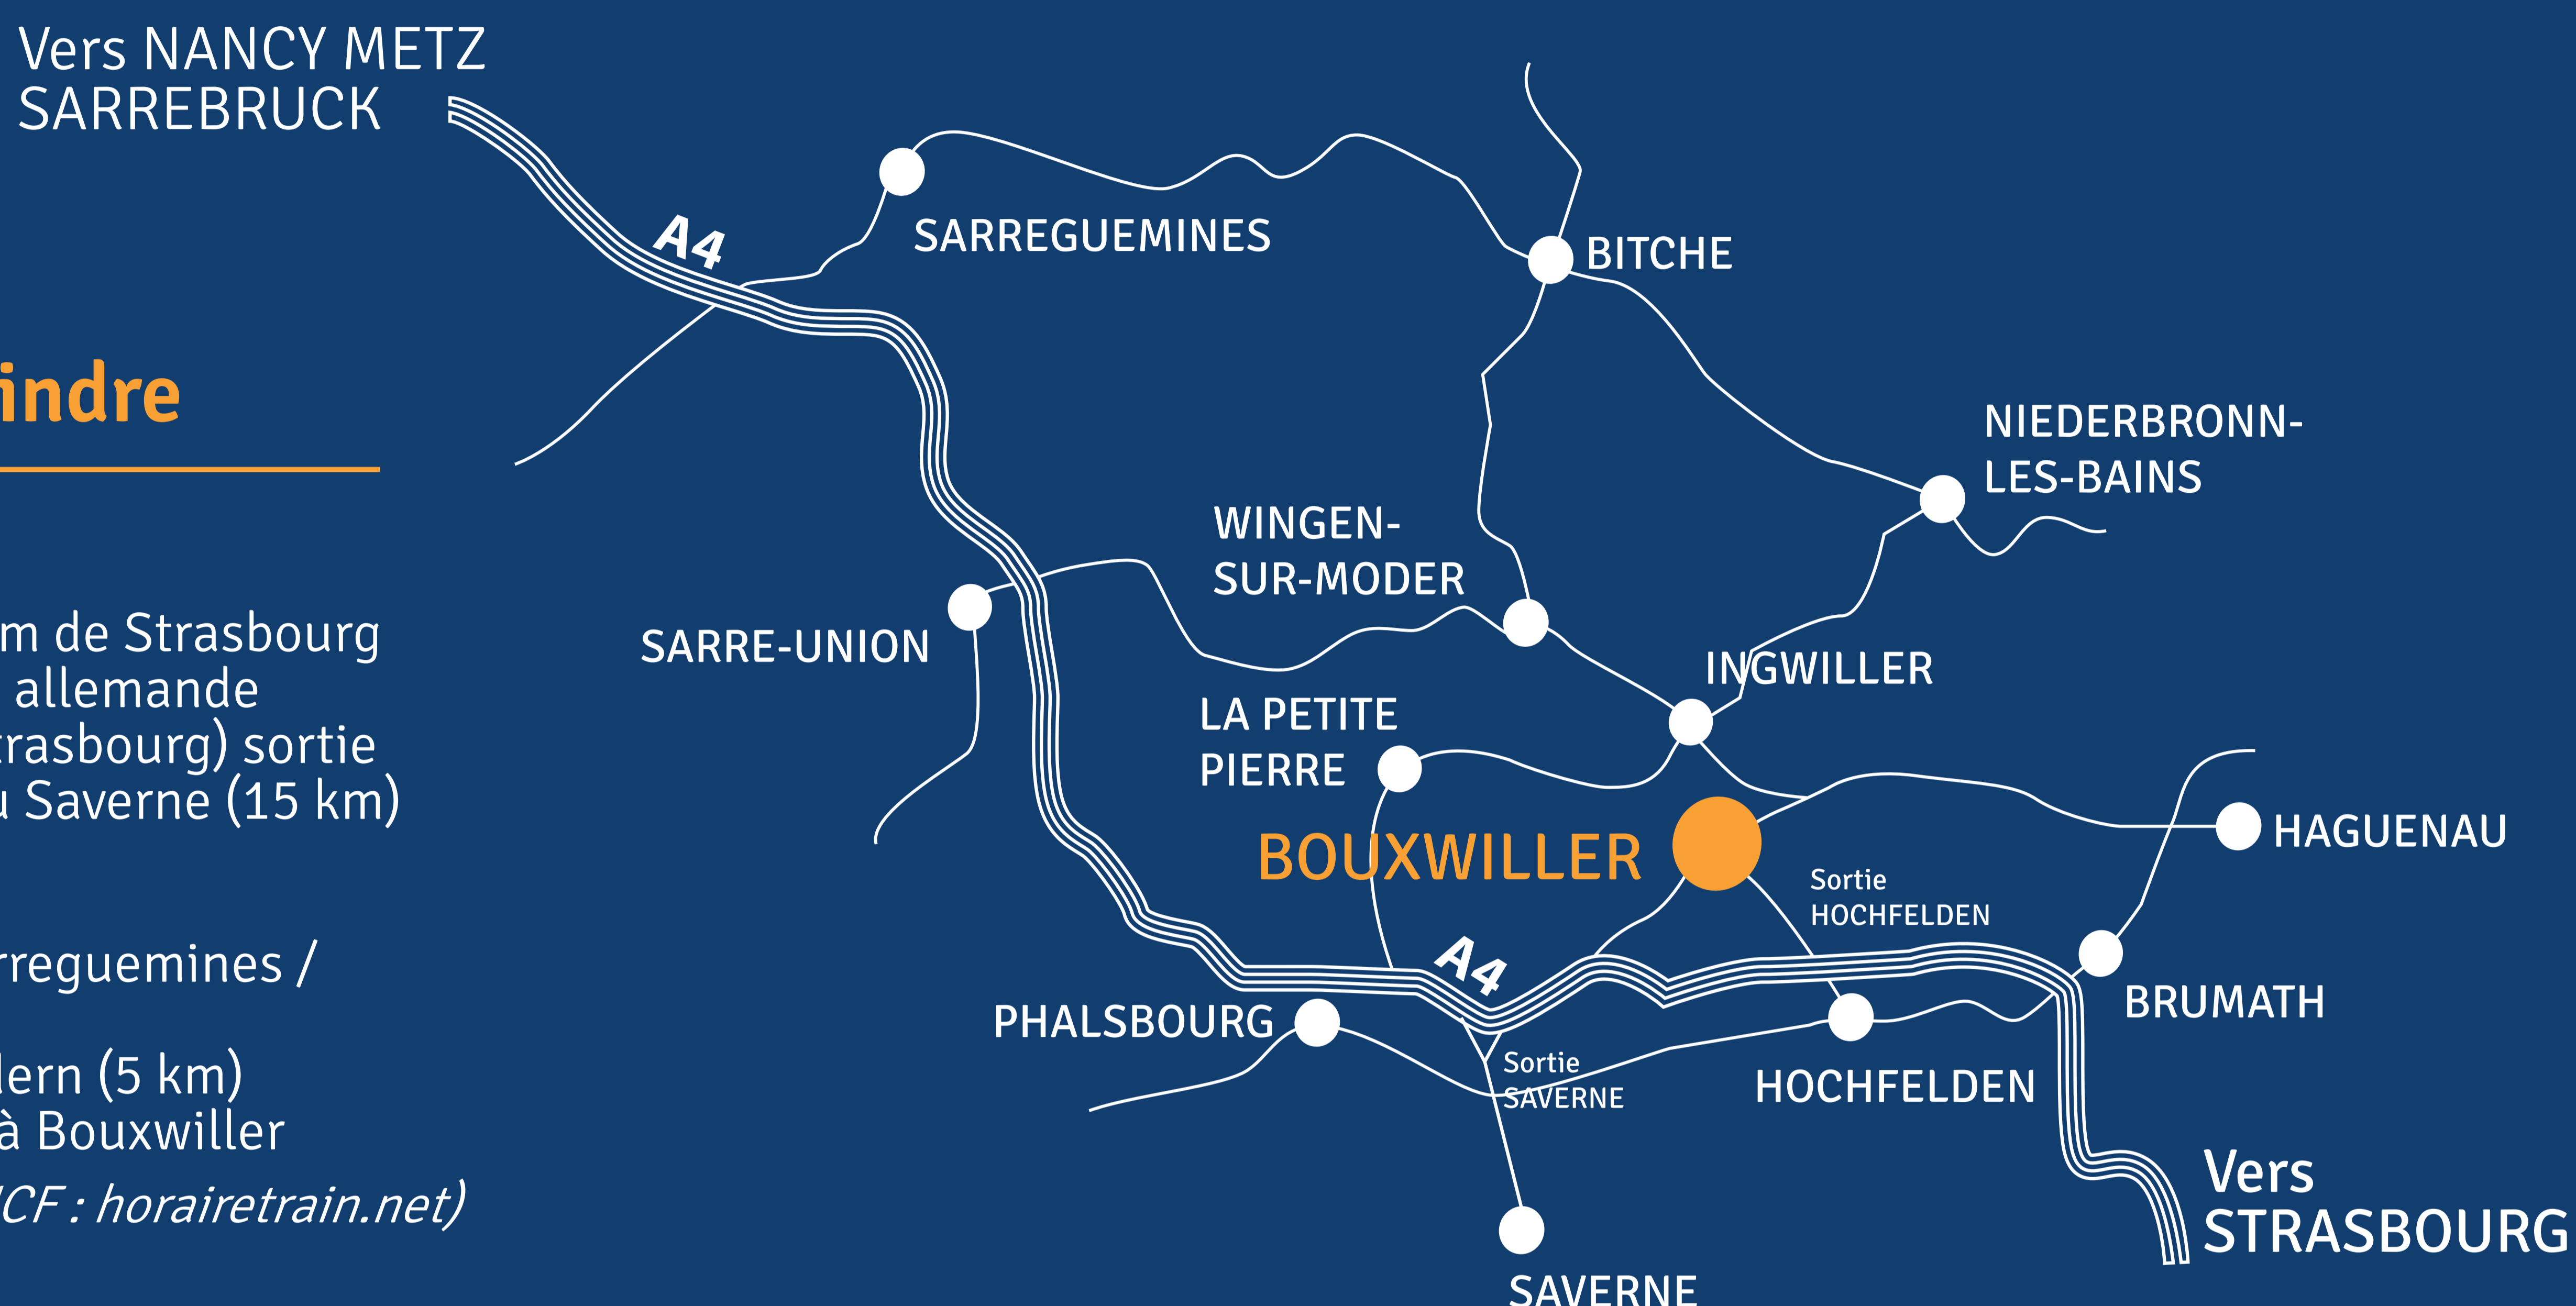 Vers NANCY METZ
SARREBRUCK
indre
m de Strasbourg
allemande
trasbourg) sortie
Saverne (15 km)
rreguemines /
dern (5 km)
à Bouxwiller
CF : horairetrain.net)
A4
SARREGUEMINES
BITCHE
NIEDERBRONN-
LES-BAINS
WINGEN-
SUR-MODER
SARRE-UNION
INGWILLER
LA PETITE
PIERRE
BOUXWILLER
HAGUENAU
Sortie
HOCHFELDEN
A4
PHALSBOURG
BRUMATH
Sortie
SAVERNE
HOCHFELDEN
Vers
STRASBOURG
SAVERNE